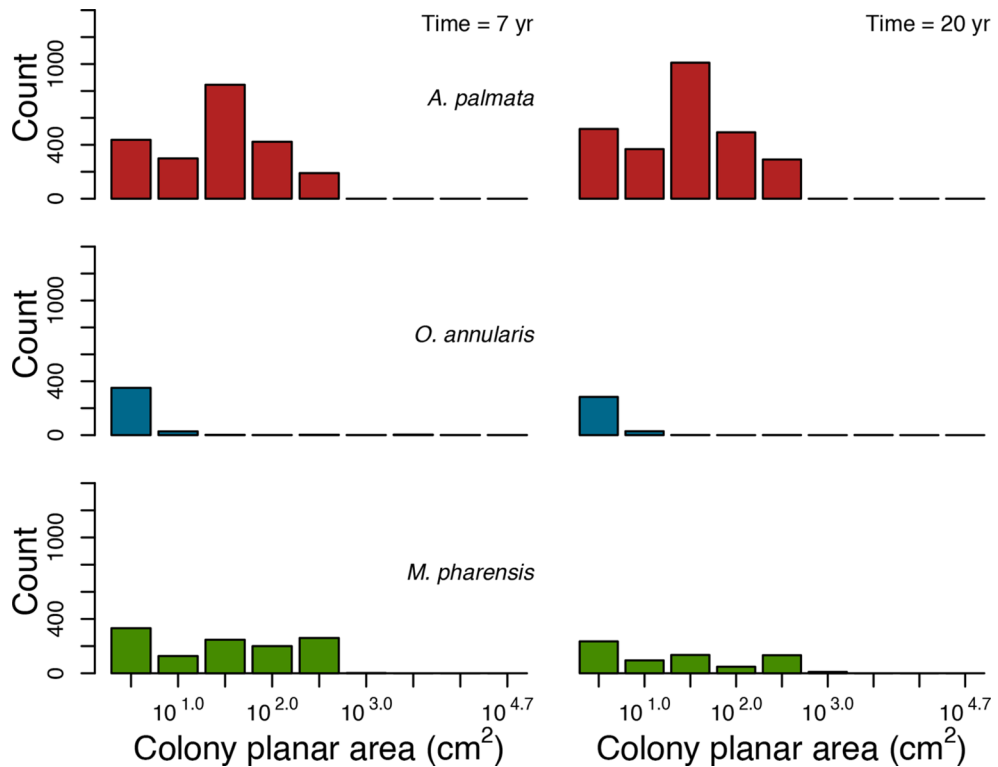 Time = 7 yr
Time = 20 yr
Count
1000
400
0
A. palmata
Count
1000
400
0
O. annularis
Count
1000
400
0
M. pharensis
10^1.0 10^2.0 10^3.0 10^4.7
10^1.0 10^2.0 10^3.0 10^4.7
Colony planar area (cm²)
Colony planar area (cm²)